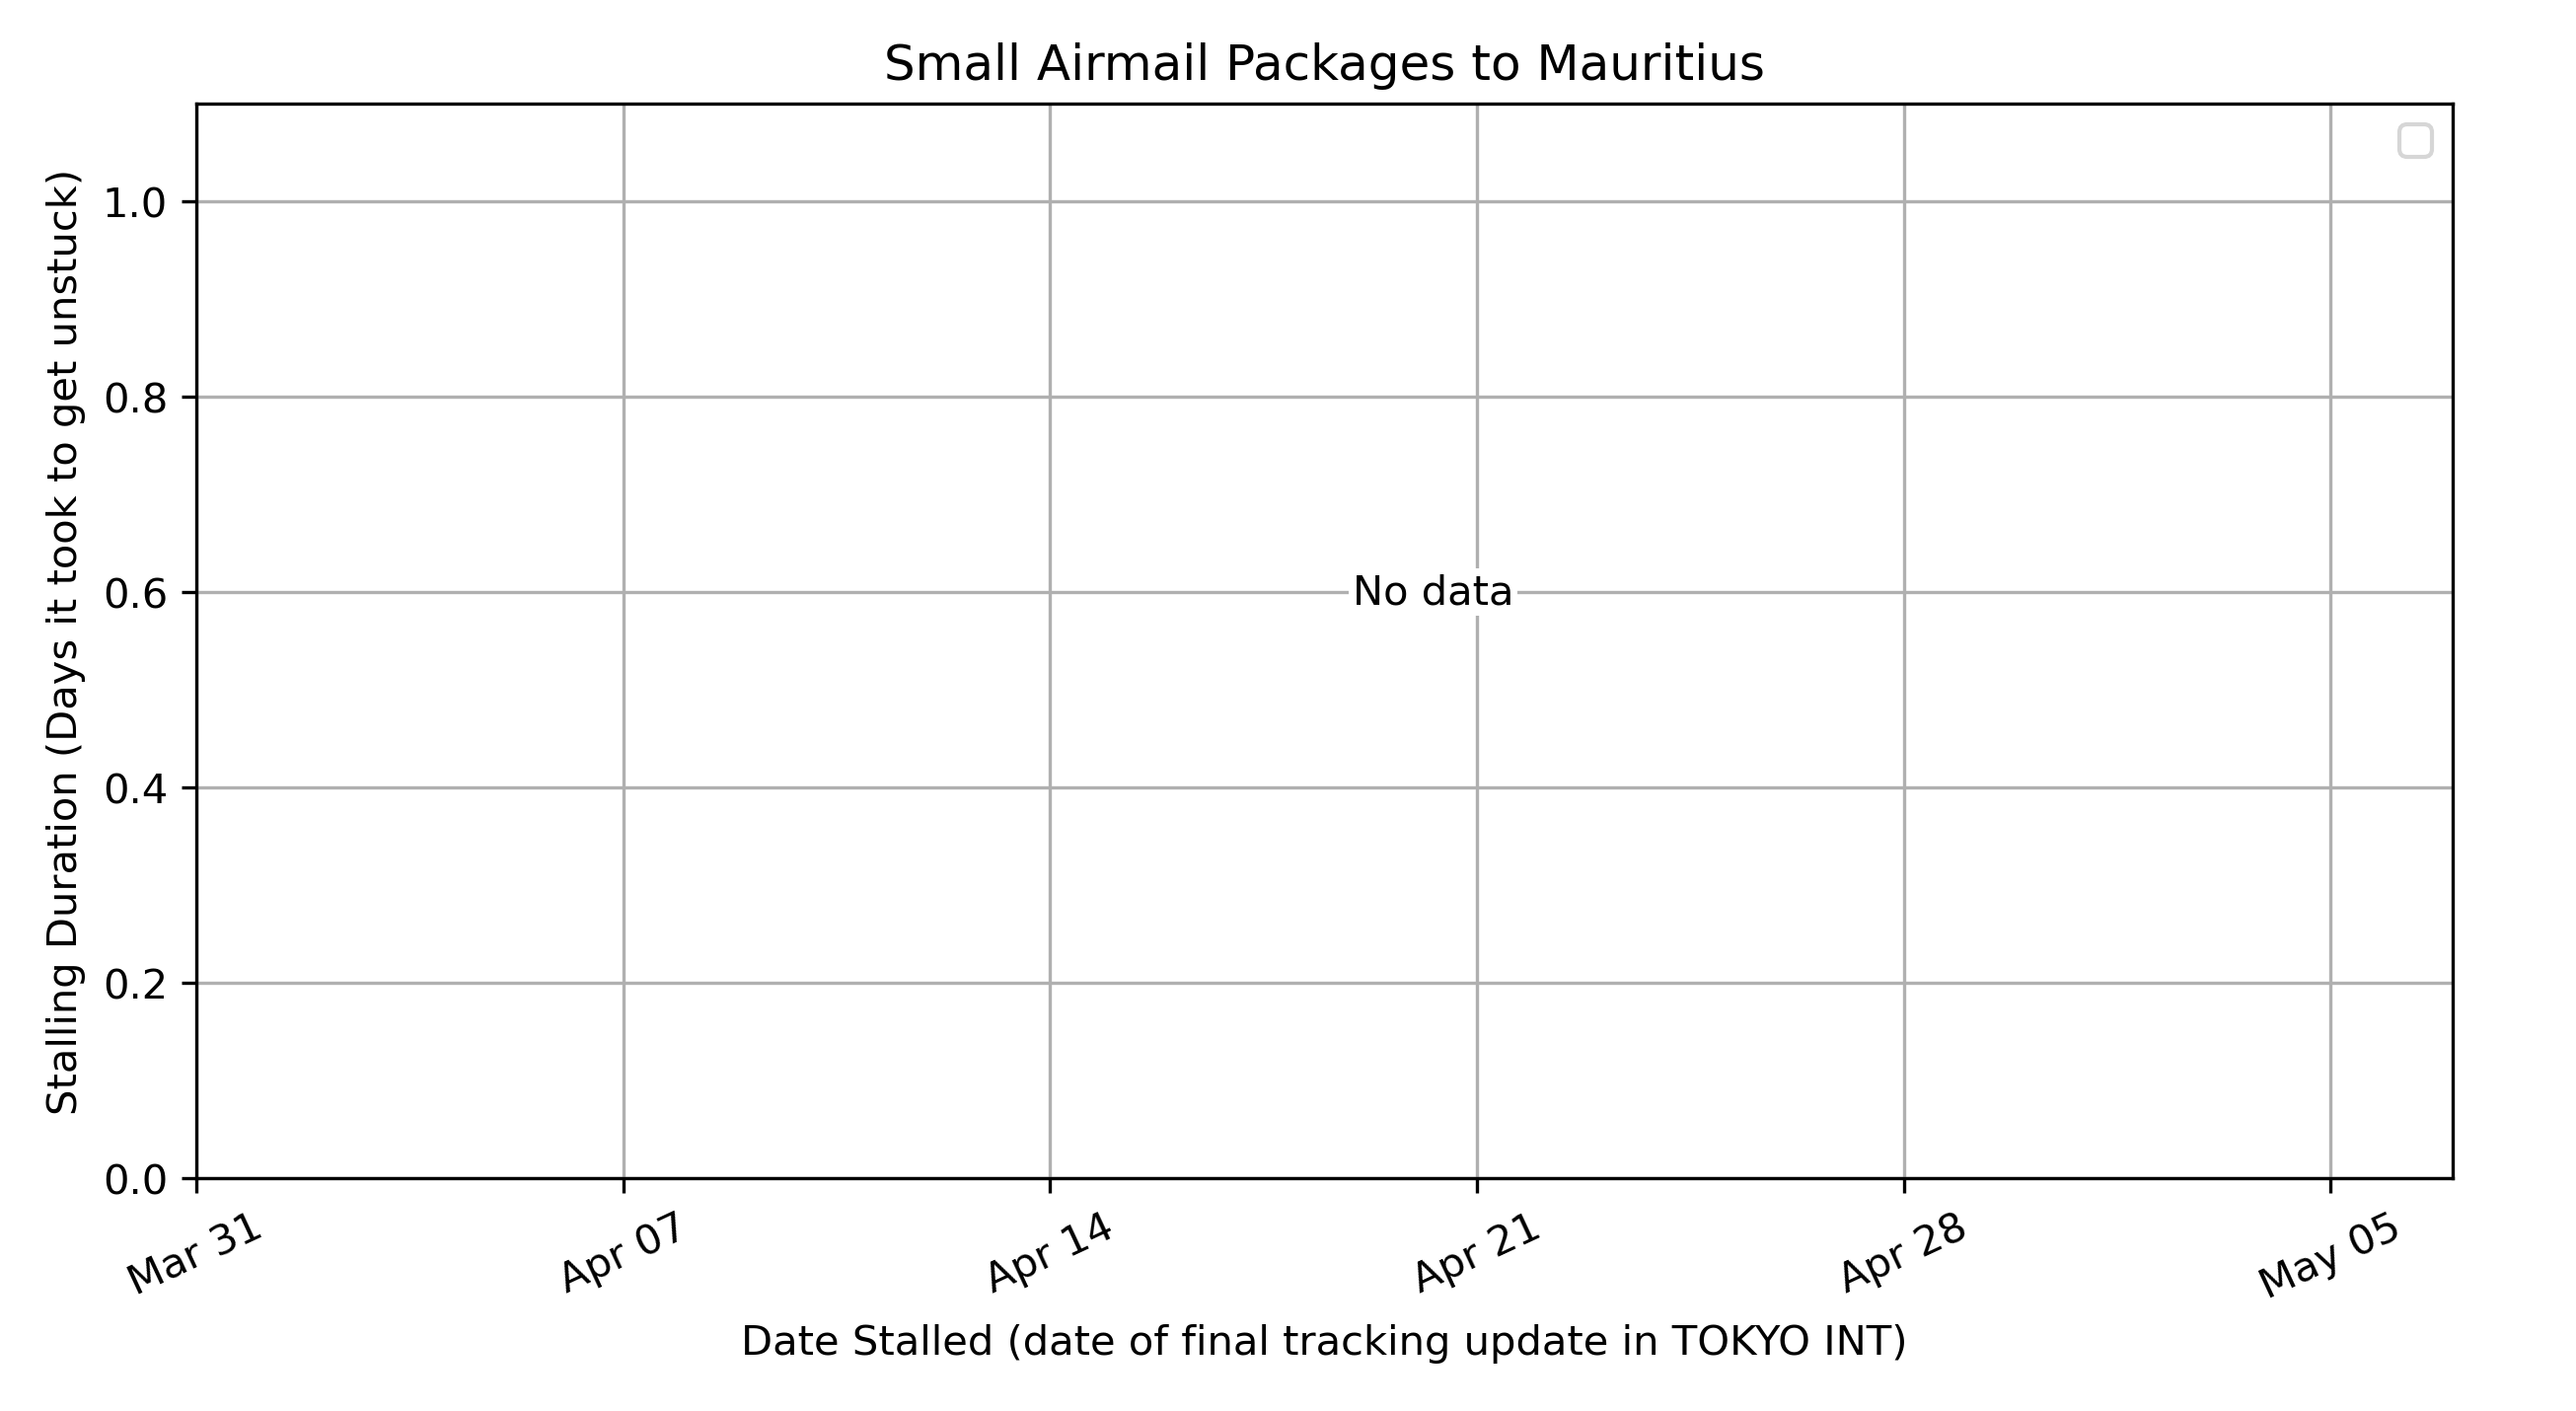 Small Airmail Packages to Mauritius
Stalling Duration (Days it took to get unstuck)
1.0
0.8
0.6
0.4
0.2
0.0
No data
Mar 31
Apr 07
Apr 14
Apr 21
Apr 28
May 05
Date Stalled (date of final tracking update in TOKYO INT)